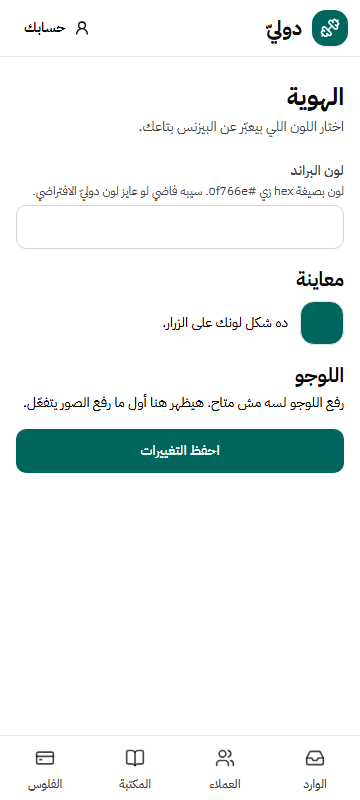 دوليّ
حسابك
الهوية
اختار اللون اللي بيعبّر عن البيزنس بتاعك.
لون البراند
لون بصيغة hex زي #0f766e. سيبه فاضي لو عايز لون دوليّ الافتراضي.
معاينة
ده شكل لونك على الزرار.
اللوجو
رفع اللوجو لسه مش متاح. هيظهر هنا أول ما رفع الصور يتفعّل.
احفظ التغييرات
الوارد
العملاء
المكتبة
الفلوس